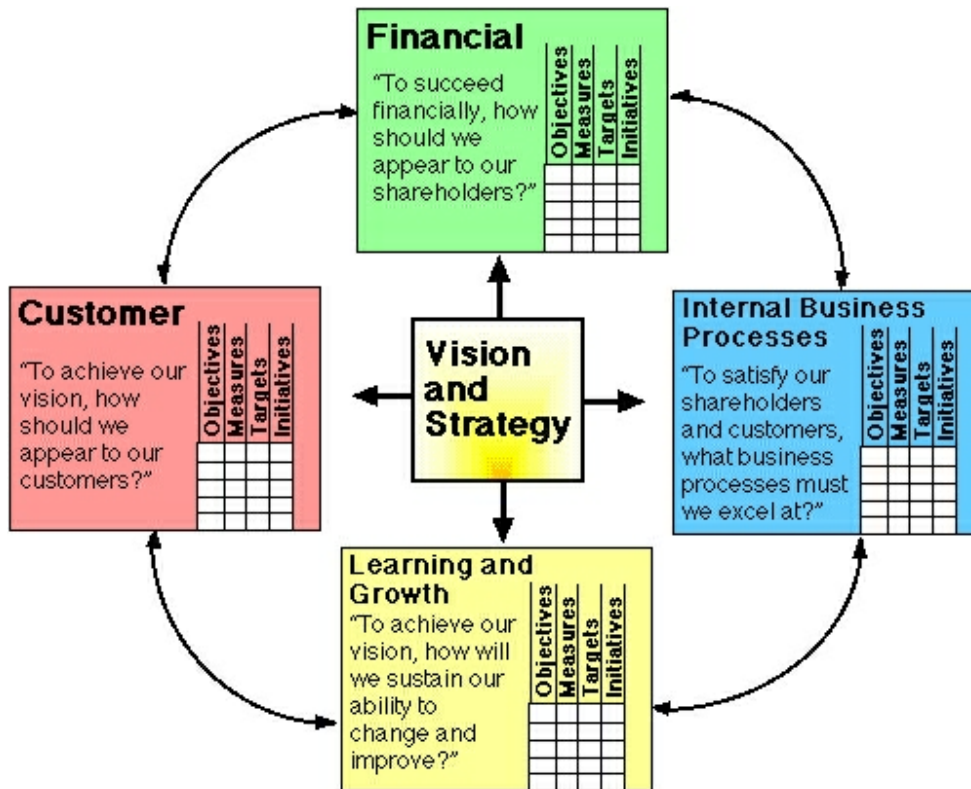 Financial
“To succeed
financially, how
should we
appear to our
shareholders?”
Objectives
Measures
Targets
Initiatives
Customer
“To achieve our
vision, how
should we
appear to our
customers?”
Objectives
Measures
Targets
Initiatives
Vision
and
Strategy
Internal Business
Processes
“To satisfy our
shareholders
and customers,
what business
processes must
we excel at?”
Objectives
Measures
Targets
Initiatives
Learning and
Growth
“To achieve our
vision, how will
we sustain our
ability to
change and
improve?”
Objectives
Measures
Targets
Initiatives